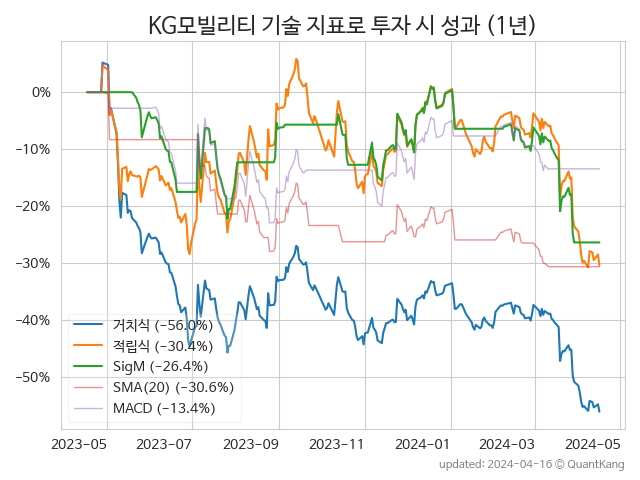 KG모빌리티 기술 지표로 투자 시 성과 (1년)
0%
−10%
−20%
−30%
−40%
−50%
거치식 (−56.0%)
적립식 (−30.4%)
SigM (−26.4%)
SMA(20) (−30.6%)
MACD (−13.4%)
2023-05 2023-07 2023-09 2023-11 2024-01 2024-03 2024-05
updated: 2024-04-16 © QuantKang